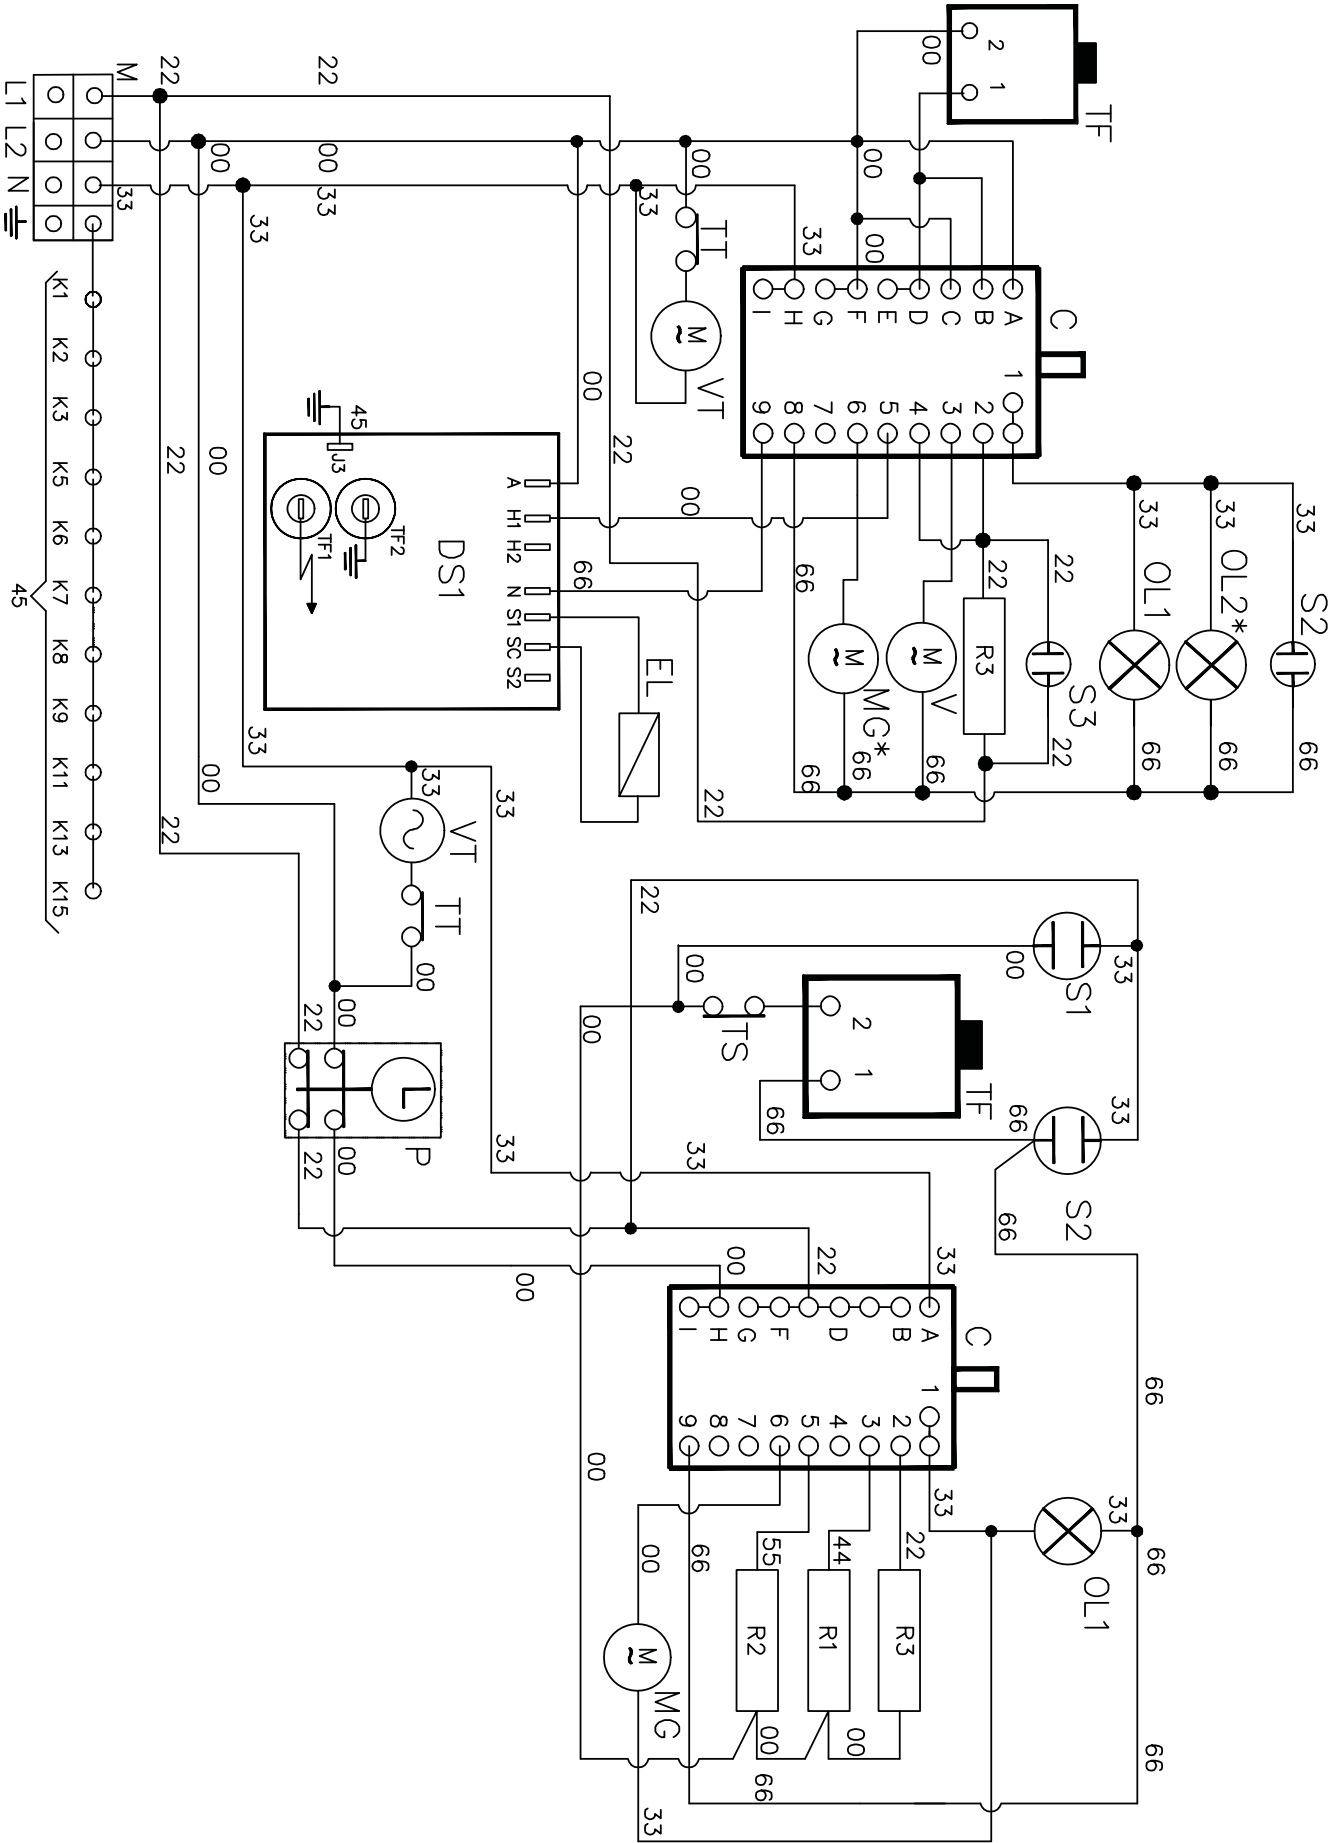 S2
33
66
OL2*
33
66
OL1
33
66
S3
22
22
TF
2
1
00
C
A
B
C
D
E
F
G
H
I
1
2
3
4
5
6
7
8
9
00
00
33
R3
22
V
M
~
66
MG*
M
~
66
66
66
22
TT
00
VT
M
~
33
00
22
00
66
EL
DS1
A
H1
H2
N
S1
SC
S2
J3
45
TF2
TF1
22
00
33
22
00
33
33
M
L1
L2
N
33
22
00
33
00
22
K1
K2
K3
K5
K6
K7
K8
K9
K11
K13
K15
45
S1
33
00
S2
33
66
66
66
33
66
66
OL1
22
TF
2
1
66
TS
00
00
VT
33
33
TT
00
00
22
P
00
22
33
33
33
22
00
00
C
A
B
D
F
G
H
I
1
2
3
4
5
6
7
8
9
33
22
R3
44
R1
00
55
R2
00
66
66
00
MG
M
~
33
00